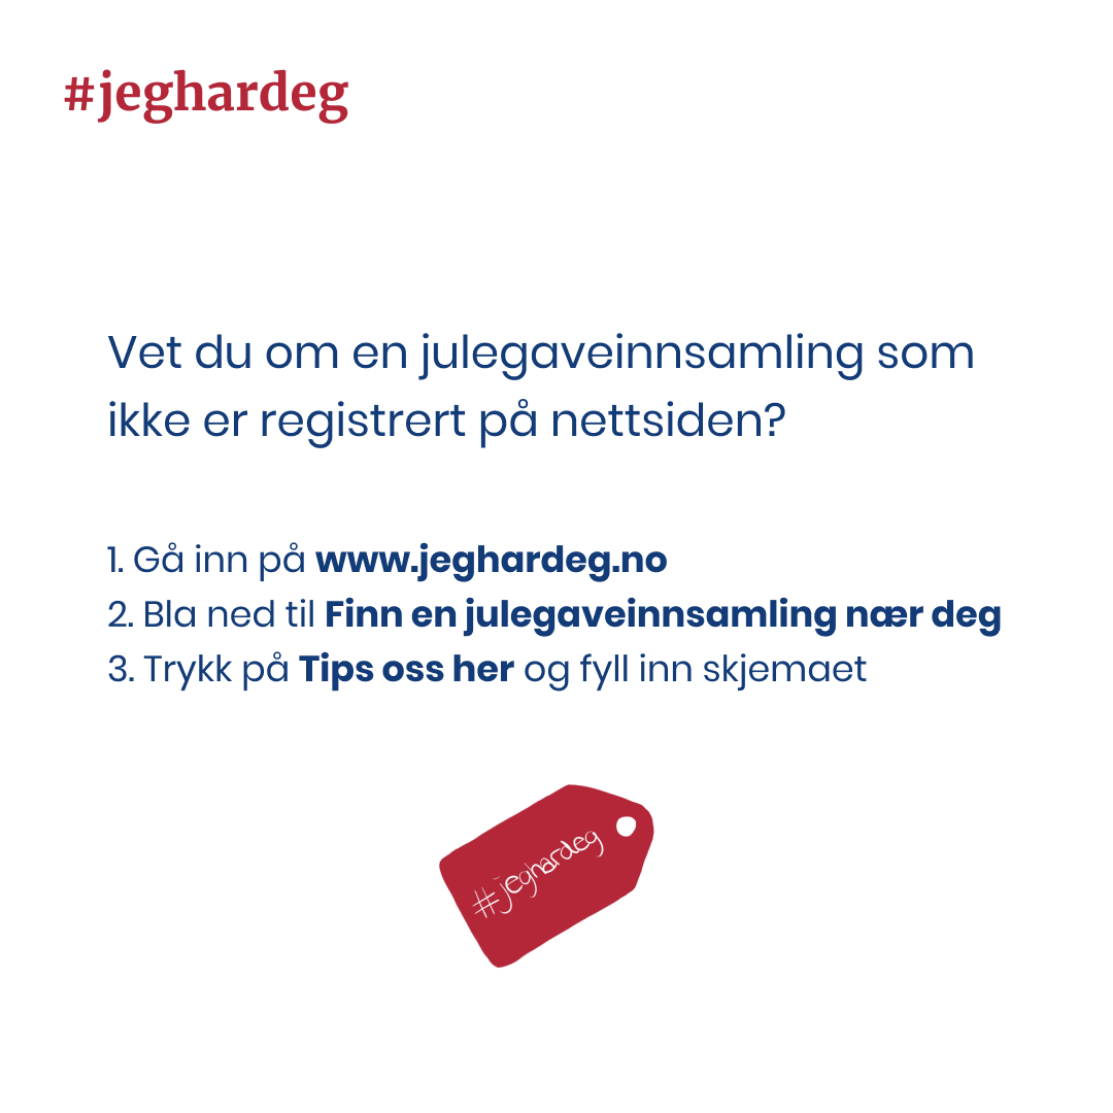 #jeghardeg
Vet du om en julegaveinnsamling som
ikke er registrert på nettsiden?
1. Gå inn på www.jeghardeg.no
2. Bla ned til Finn en julegaveinnsamling nær deg
3. Trykk på Tips oss her og fyll inn skjemaet
#jeghardeg